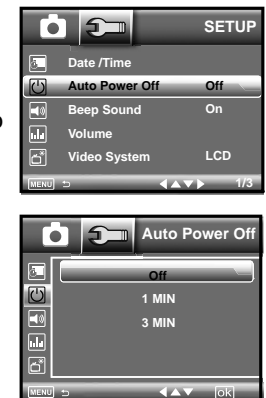 SETUP
Date /Time
Auto Power Off Off
Beep Sound On
Volume
Video System LCD
MENU 1/3
Auto Power Off
Off
1 MIN
3 MIN
MENU ok